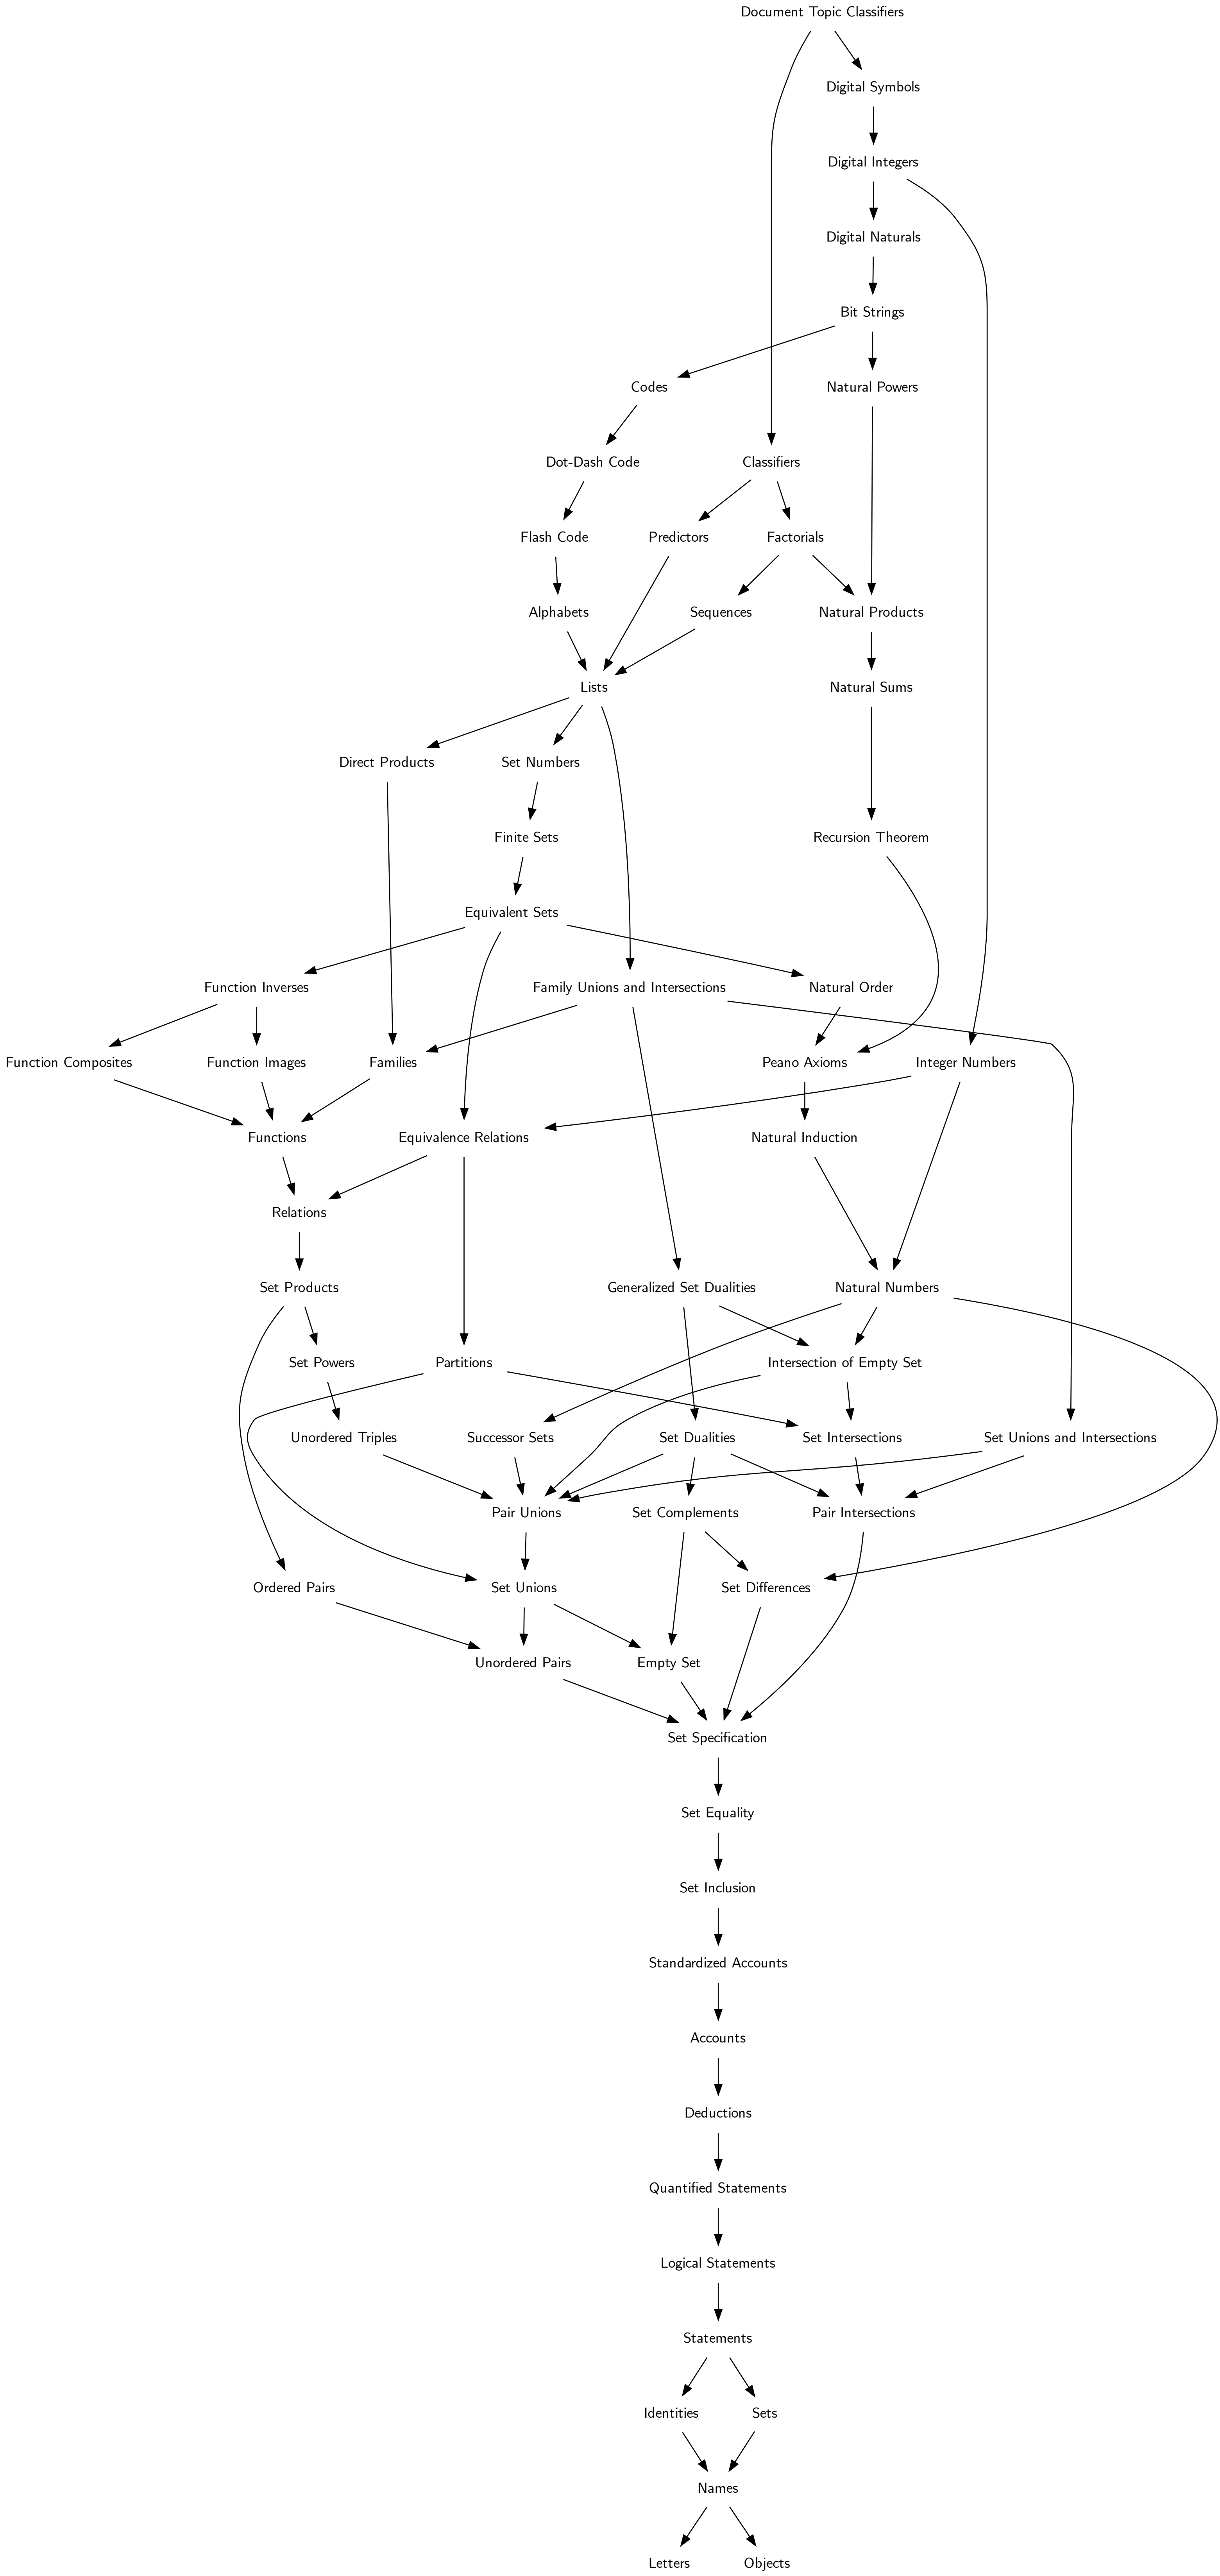 Document Topic Classifiers
Digital Symbols
Digital Integers
Digital Naturals
Bit Strings
Codes
Natural Powers
Dot-Dash Code
Classifiers
Flash Code
Predictors
Factorials
Alphabets
Sequences
Natural Products
Lists
Natural Sums
Direct Products
Set Numbers
Finite Sets
Recursion Theorem
Equivalent Sets
Function Inverses
Family Unions and Intersections
Natural Order
Function Composites
Function Images
Families
Peano Axioms
Integer Numbers
Functions
Equivalence Relations
Natural Induction
Relations
Set Products
Generalized Set Dualities
Natural Numbers
Set Powers
Partitions
Intersection of Empty Set
Unordered Triples
Successor Sets
Set Dualities
Set Intersections
Set Unions and Intersections
Pair Unions
Set Complements
Pair Intersections
Ordered Pairs
Set Unions
Set Differences
Unordered Pairs
Empty Set
Set Specification
Set Equality
Set Inclusion
Standardized Accounts
Accounts
Deductions
Quantified Statements
Logical Statements
Statements
Identities
Sets
Names
Letters
Objects